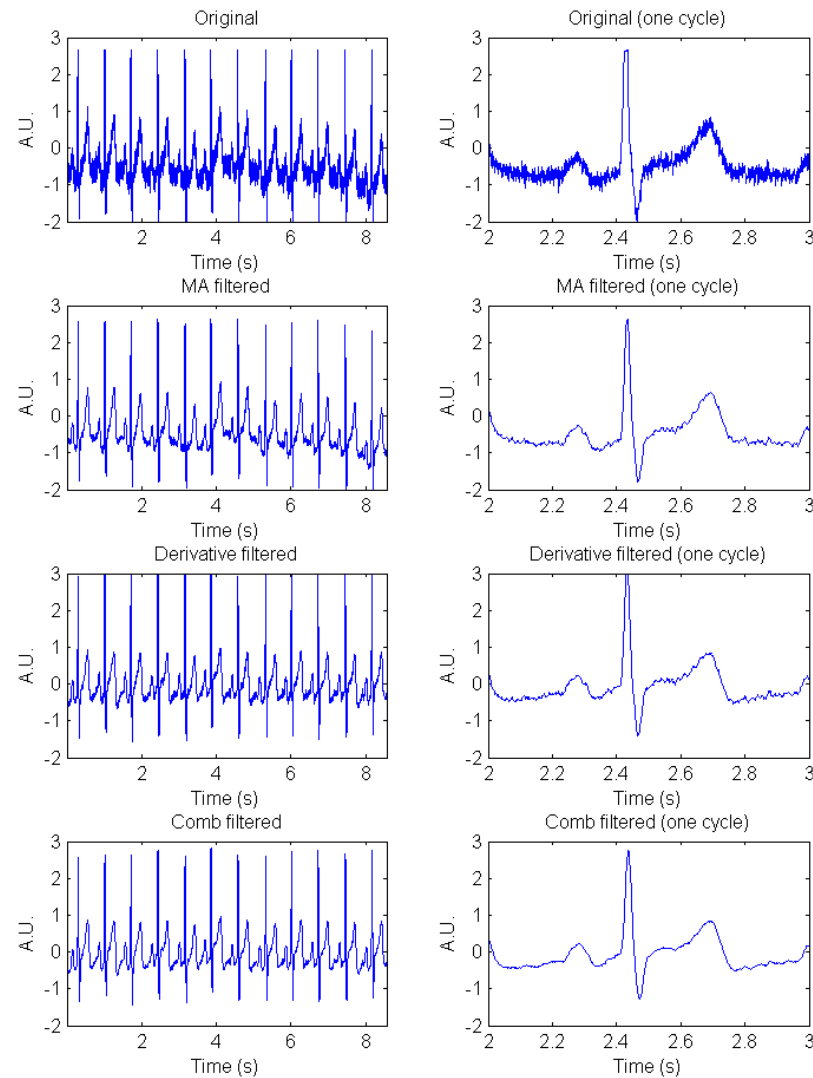 Original
3
2
1
0
-1
-2
A.U.
2 4 6 8
Time (s)
Original (one cycle)
3
2
1
0
-1
-2
A.U.
2 2.2 2.4 2.6 2.8 3
Time (s)
MA filtered
3
2
1
0
-1
-2
A.U.
2 4 6 8
Time (s)
MA filtered (one cycle)
3
2
1
0
-1
-2
A.U.
2 2.2 2.4 2.6 2.8 3
Time (s)
Derivative filtered
3
2
1
0
-1
-2
A.U.
2 4 6 8
Time (s)
Derivative filtered (one cycle)
3
2
1
0
-1
-2
A.U.
2 2.2 2.4 2.6 2.8 3
Time (s)
Comb filtered
3
2
1
0
-1
-2
A.U.
2 4 6 8
Time (s)
Comb filtered (one cycle)
3
2
1
0
-1
-2
A.U.
2 2.2 2.4 2.6 2.8 3
Time (s)